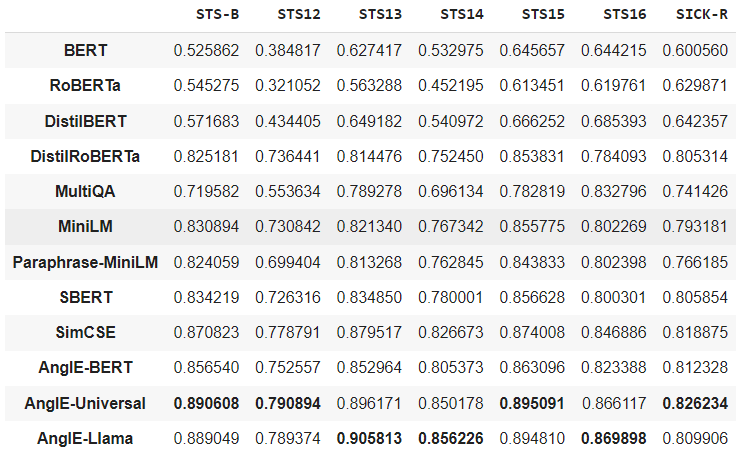 STS-B STS12 STS13 STS14 STS15 STS16 SICK-R
BERT 0.525862 0.384817 0.627417 0.532975 0.645657 0.644215 0.600560
RoBERTa 0.545275 0.321052 0.563288 0.452195 0.613451 0.619761 0.629871
DistilBERT 0.571683 0.434405 0.649182 0.540972 0.666252 0.685393 0.642357
DistilRoBERTa 0.825181 0.736441 0.814476 0.752450 0.853831 0.784093 0.805314
MultiQA 0.719582 0.553634 0.789278 0.696134 0.782819 0.832796 0.741426
MiniLM 0.830894 0.730842 0.821340 0.767342 0.855775 0.802269 0.793181
Paraphrase-MiniLM 0.824059 0.699404 0.813268 0.762845 0.843833 0.802398 0.766185
SBERT 0.834219 0.726316 0.834850 0.780001 0.856628 0.800301 0.805854
SimCSE 0.870823 0.778791 0.879517 0.826673 0.874008 0.846886 0.818875
AnglE-BERT 0.856540 0.752557 0.852964 0.805373 0.863096 0.823388 0.812328
AnglE-Universal 0.890608 0.790894 0.896171 0.850178 0.895091 0.866117 0.826234
AnglE-Llama 0.889049 0.789374 0.905813 0.856226 0.894810 0.869898 0.809906